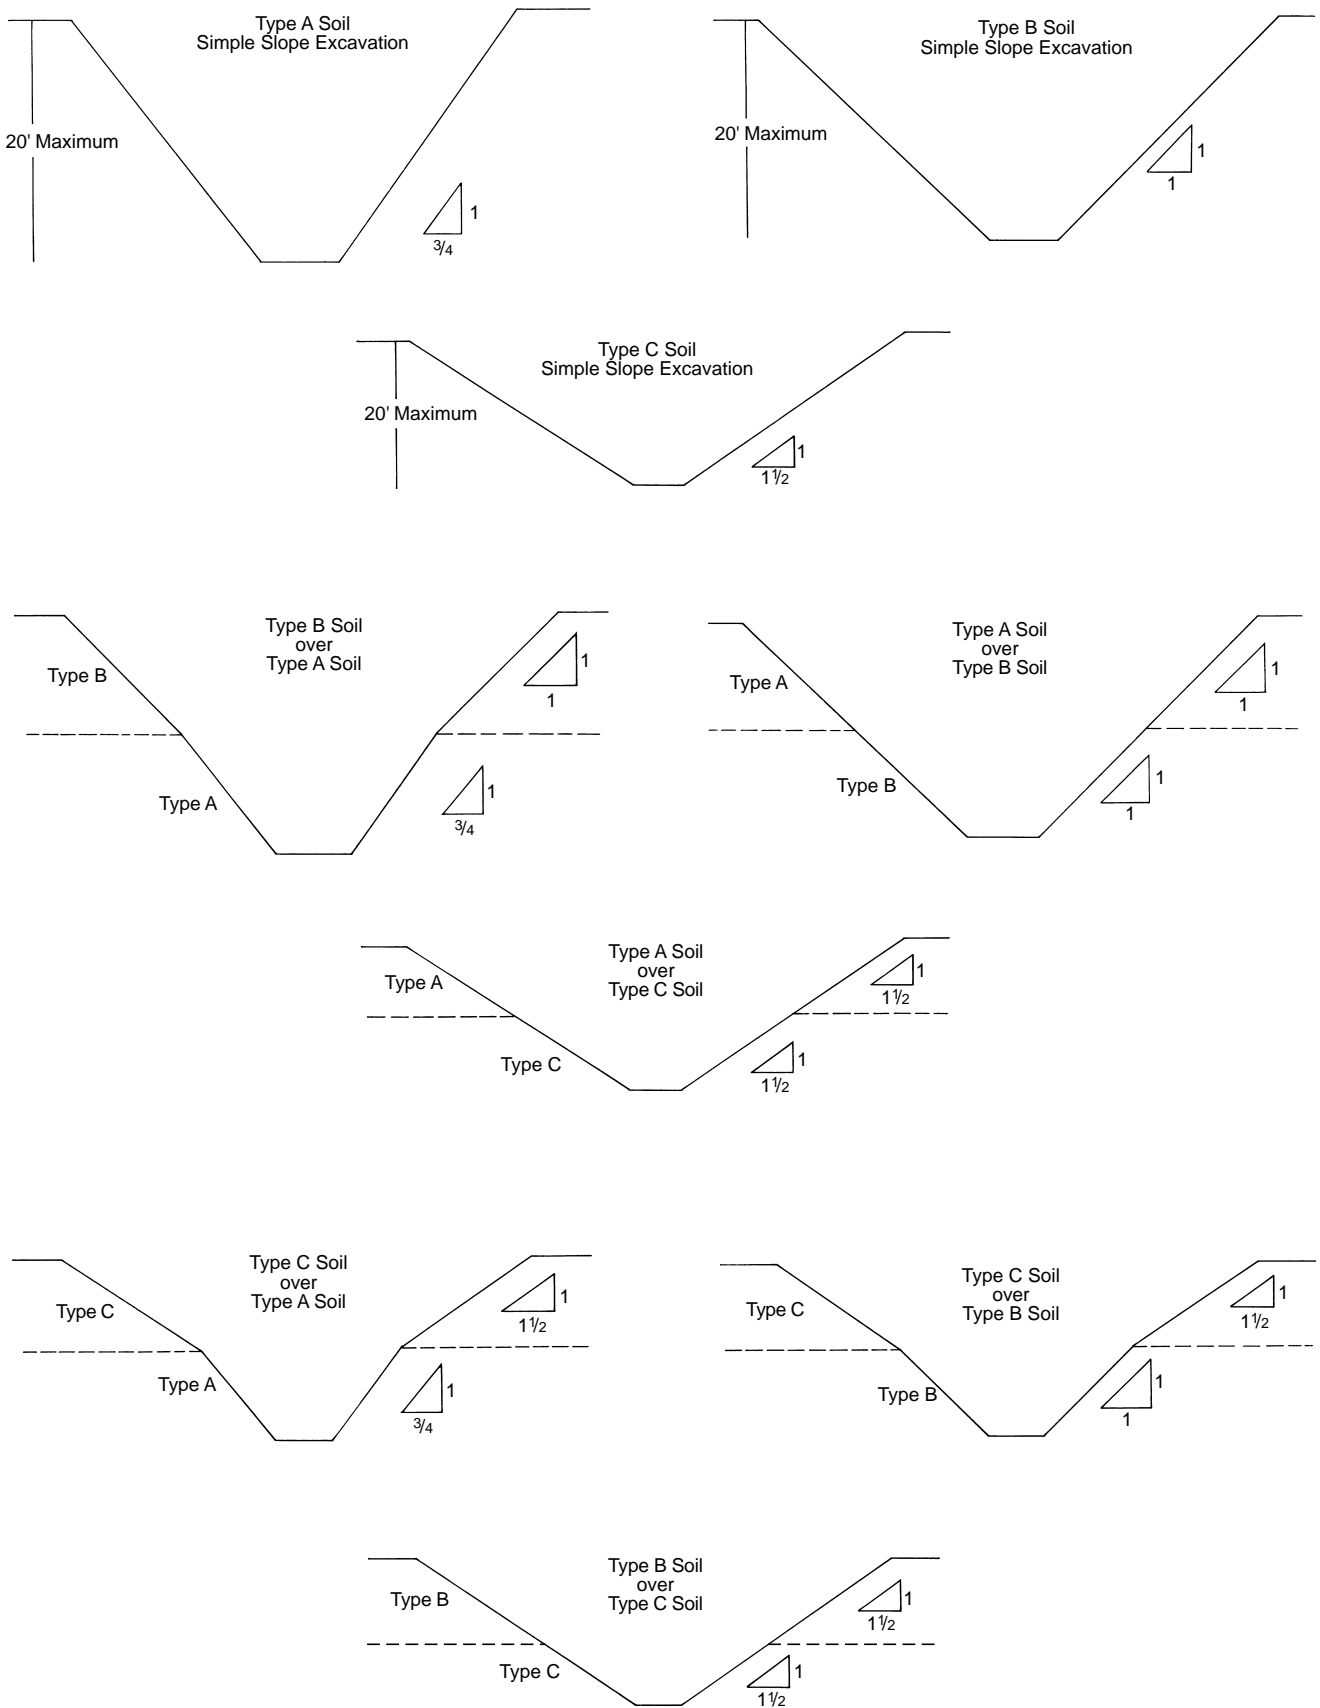 Type A Soil
Simple Slope Excavation
20' Maximum
1
3/4
Type B Soil
Simple Slope Excavation
20' Maximum
1
1
Type C Soil
Simple Slope Excavation
20' Maximum
1
1 1/2
Type B Soil
over
Type A Soil
Type B
1
1
Type A
1
3/4
Type A Soil
over
Type B Soil
Type A
1
1
Type B
1
1
Type A Soil
over
Type C Soil
Type A
1
1 1/2
Type C
1
1 1/2
Type C Soil
over
Type A Soil
Type C
1
1 1/2
Type A
1
3/4
Type C Soil
over
Type B Soil
Type C
1
1 1/2
Type B
1
1
Type B Soil
over
Type C Soil
Type B
1
1 1/2
Type C
1
1 1/2